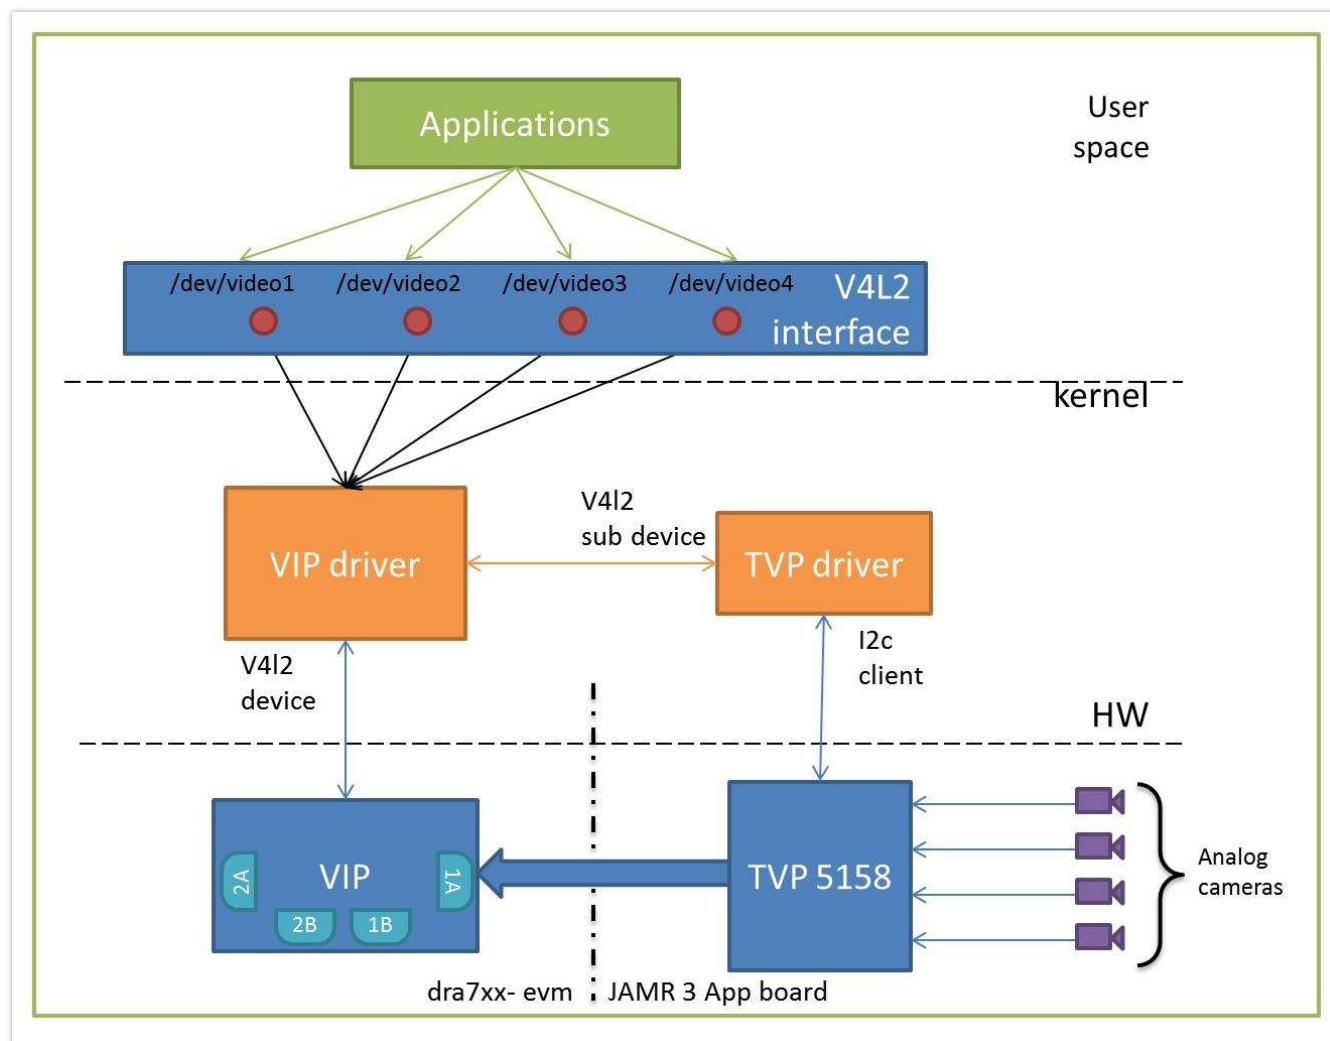 Applications
User
space
/dev/video1
/dev/video2
/dev/video3
/dev/video4
V4L2
interface
kernel
V4l2
sub device
VIP driver
TVP driver
V4l2
device
I2c
client
HW
2A
VIP
1A
2B
1B
TVP 5158
Analog
cameras
dra7xx- evm
JAMR 3 App board